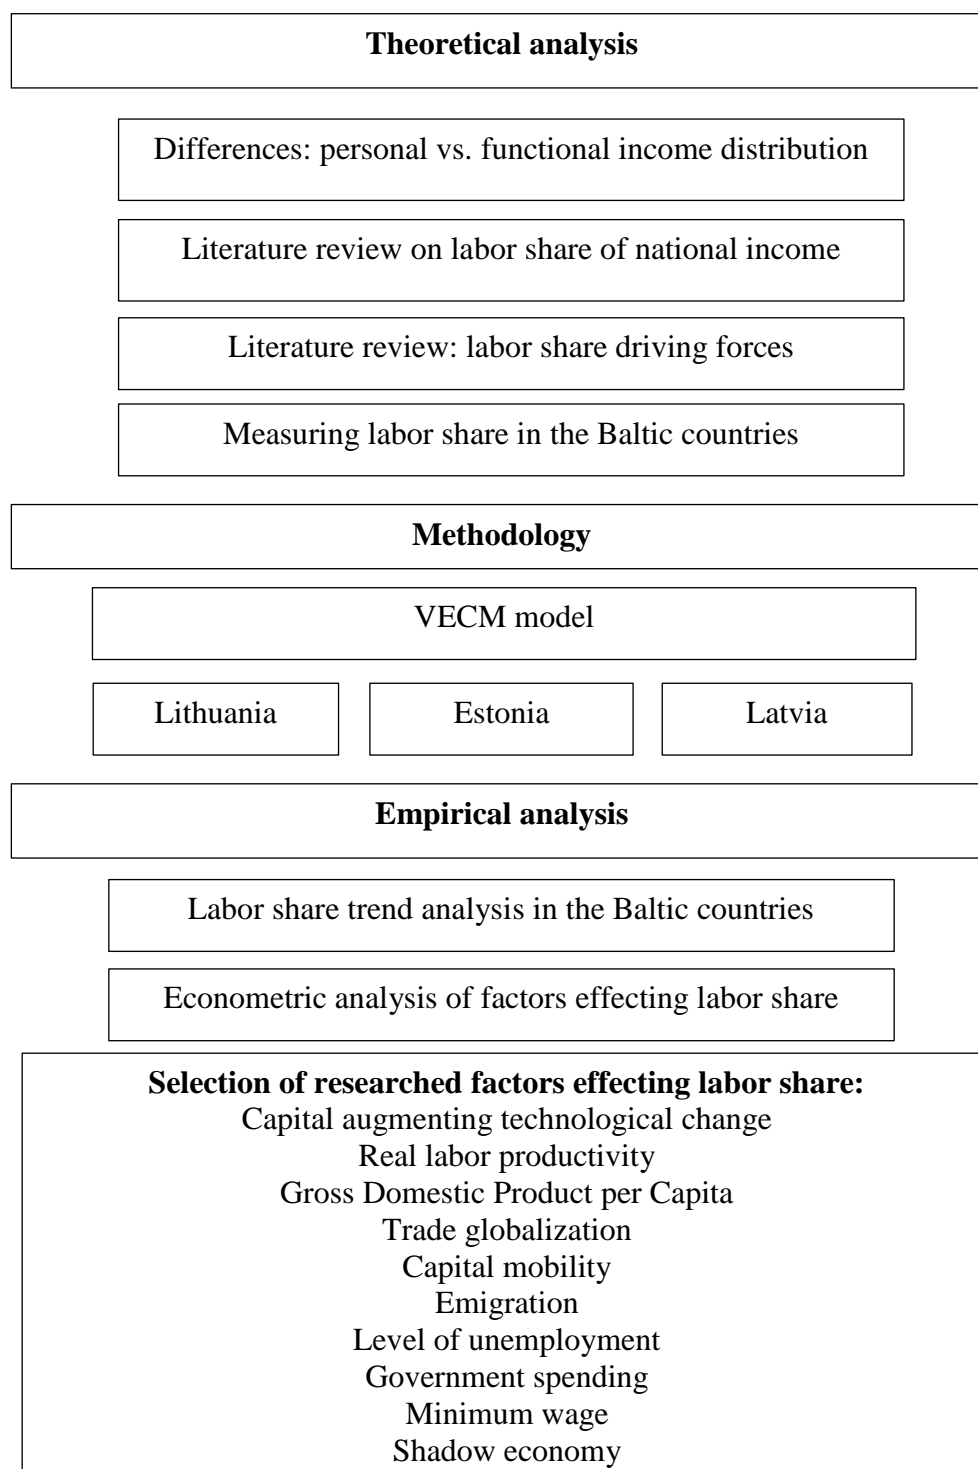 Theoretical analysis
Differences: personal vs. functional income distribution
Literature review on labor share of national income
Literature review: labor share driving forces
Measuring labor share in the Baltic countries
Methodology
VECM model
Lithuania
Estonia
Latvia
Empirical analysis
Labor share trend analysis in the Baltic countries
Econometric analysis of factors effecting labor share
Selection of researched factors effecting labor share:
Capital augmenting technological change
Real labor productivity
Gross Domestic Product per Capita
Trade globalization
Capital mobility
Emigration
Level of unemployment
Government spending
Minimum wage
Shadow economy